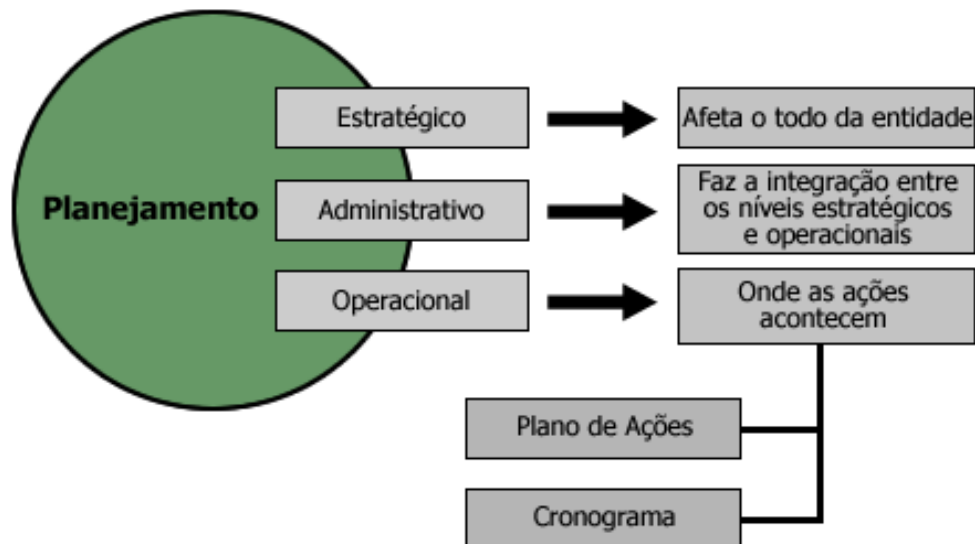 Planejamento
Estratégico
Afeta o todo da entidade
Administrativo
Faz a integração entre
os níveis estratégicos
e operacionais
Operacional
Onde as ações
acontecem
Plano de Ações
Cronograma